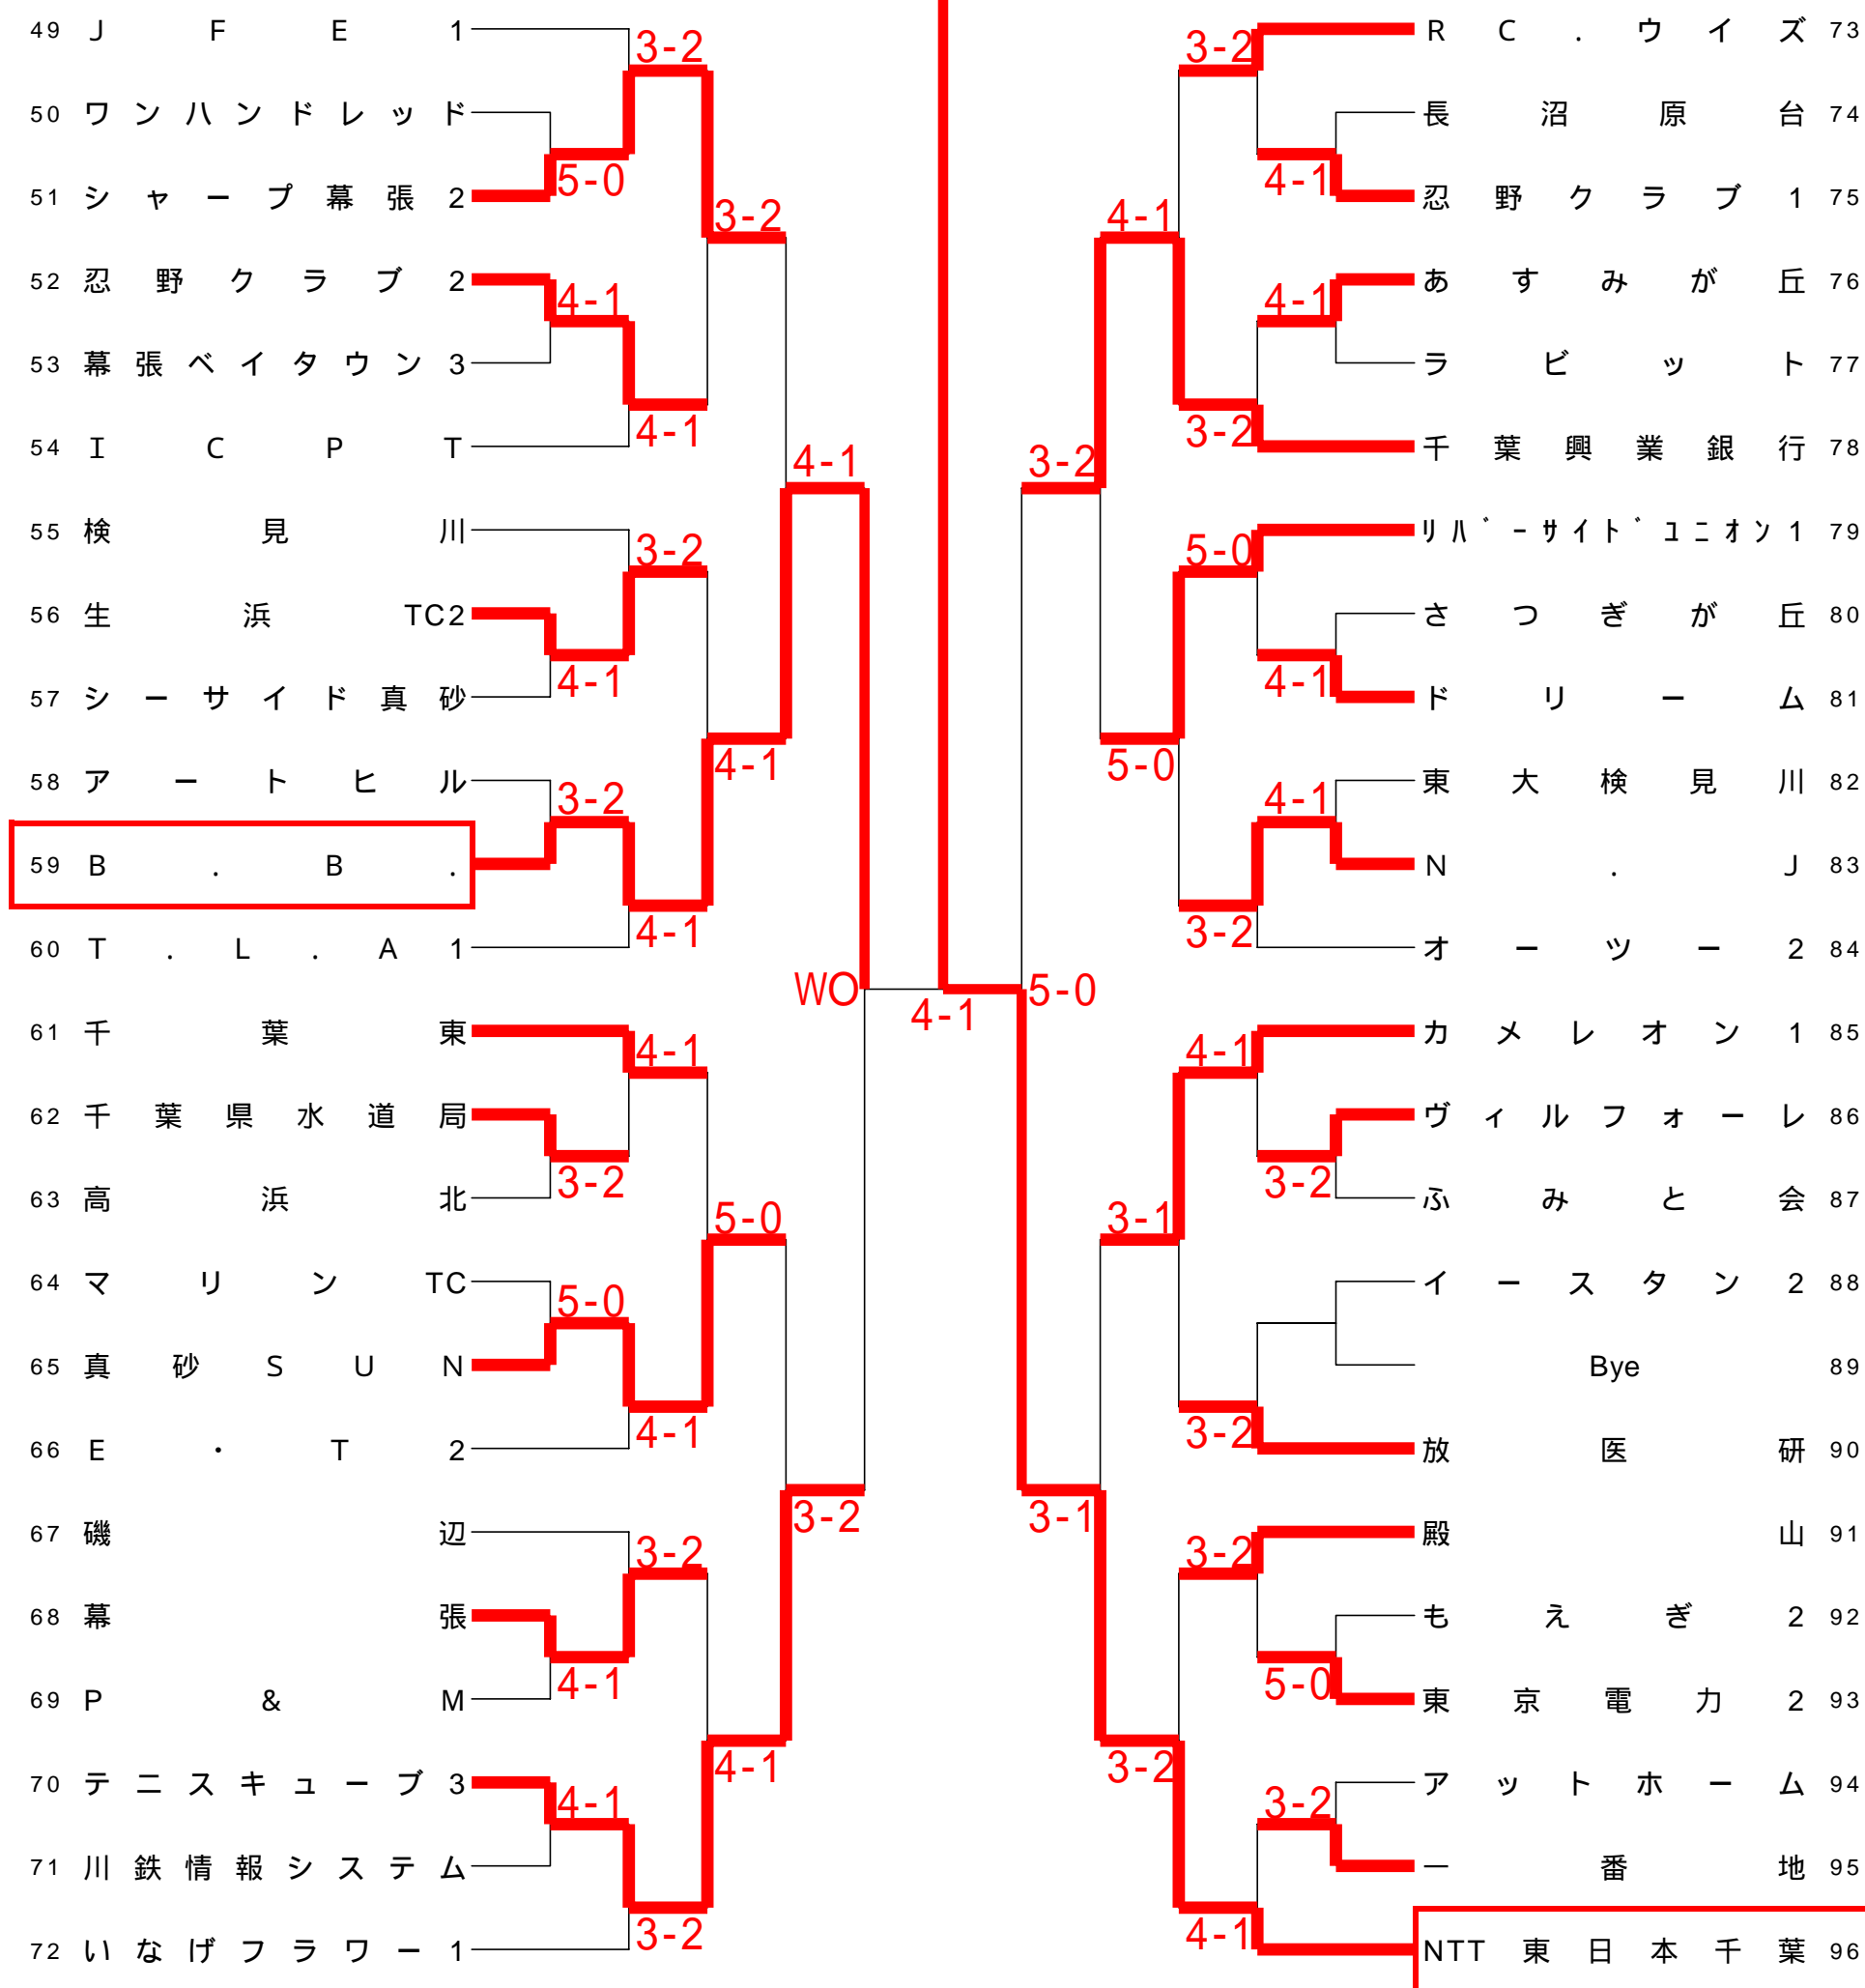 49 J F E 1
3-2
50 ワンハンドレッド
5-0
51 シャープ幕張2
3-2
52 忍野クラブ2
4-1
53 幕張ベイタウン3
4-1
54 I C P T
4-1
55 検見川
3-2
56 生浜TC2
4-1
57 シーサイド真砂
4-1
58 アートヒル
3-2
59 B . B .
4-1
60 T . L . A 1
WO
61 千葉東
4-1
62 千葉県水道局
3-2
63 高浜北
5-0
64 マリンTC
5-0
65 真砂SUN
4-1
66 E・T2
3-2
67 磯辺
3-2
68 幕張
4-1
69 P & M
4-1
70 テニスキューブ3
4-1
71 川鉄情報システム
3-2
72 いなげフラワー1
4-1
RC.ウイズ 73
3-2
長沼原台 74
4-1
忍野クラブ1 75
4-1
あすみが丘 76
4-1
ラビット 77
3-2
千葉興業銀行 78
3-2
リバーサイドユニオン1 79
5-0
さつぎが丘 80
4-1
ドリーム 81
5-0
東大検見川 82
4-1
N.J 83
3-2
オーツー2 84
5-0
カメレオン1 85
4-1
ヴィルフォーレ 86
3-2
ふみと会 87
3-1
イースタン2 88
Bye 89
3-2
放医研 90
3-1
殿山 91
3-2
もえぎ2 92
5-0
東京電力2 93
3-2
アットホーム 94
3-2
一番地 95
4-1
NTT東日本千葉 96